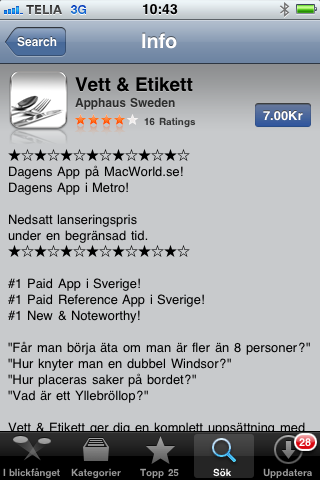 TELIA 3G 10:43
Search Info
Vett & Etikett
Apphaus Sweden
16 Ratings 7.00Kr
★☆★☆★☆★☆★☆★☆★☆
Dagens App på MacWorld.se!
Dagens App i Metro!
Nedsatt lanseringspris
under en begränsad tid.
★☆★☆★☆★☆★☆★☆★☆
#1 Paid App i Sverige!
#1 Paid Reference App i Sverige!
#1 New & Noteworthy!
"Får man börja äta om man är fler än 8 personer?"
"Hur knyter man en dubbel Windsor?"
"Hur placeras saker på bordet?"
"Vad är ett Yllebröllop?"
Vett & Etikett ger dig en komplett uppsättning med
28
I blickfånget Kategorier Topp 25 Sök Uppdatera